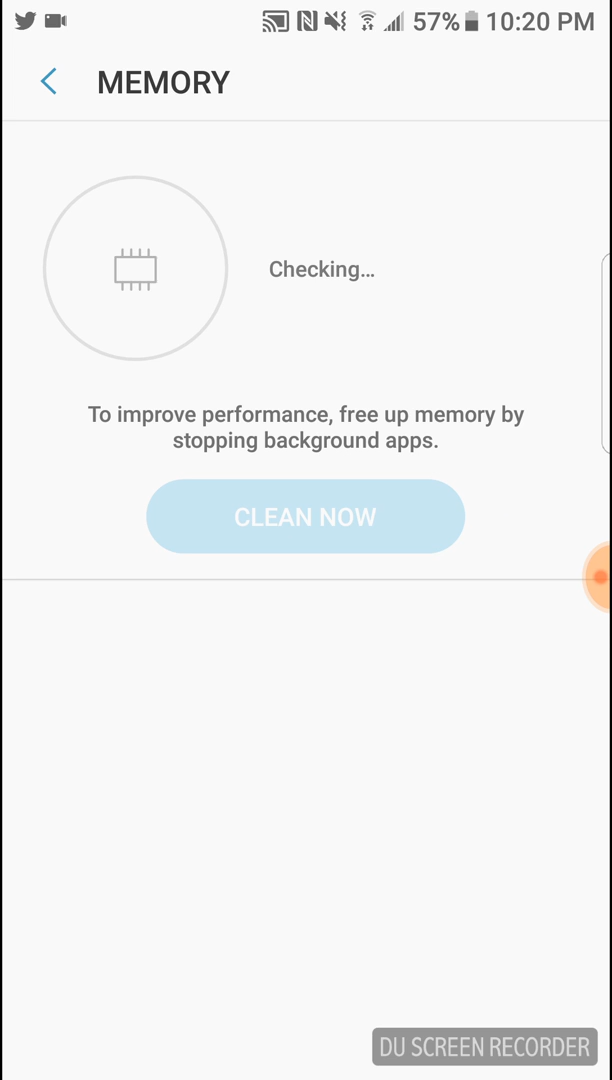 57% 10:20 PM
MEMORY
Checking...
To improve performance, free up memory by
stopping background apps.
CLEAN NOW
DU SCREEN RECORDER